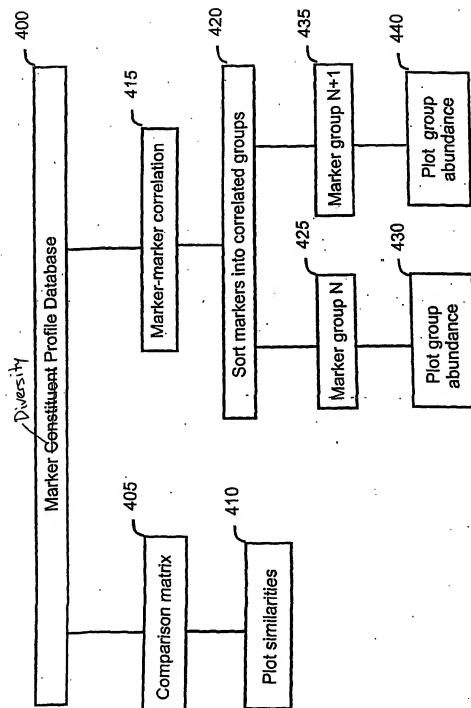 400
Diversity
Marker Constituent Profile Database
405
Comparison matrix
410
Plot similarities
415
Marker-marker correlation
420
Sort markers into correlated groups
425
Marker group N
430
Plot group
abundance
435
Marker group N+1
440
Plot group
abundance